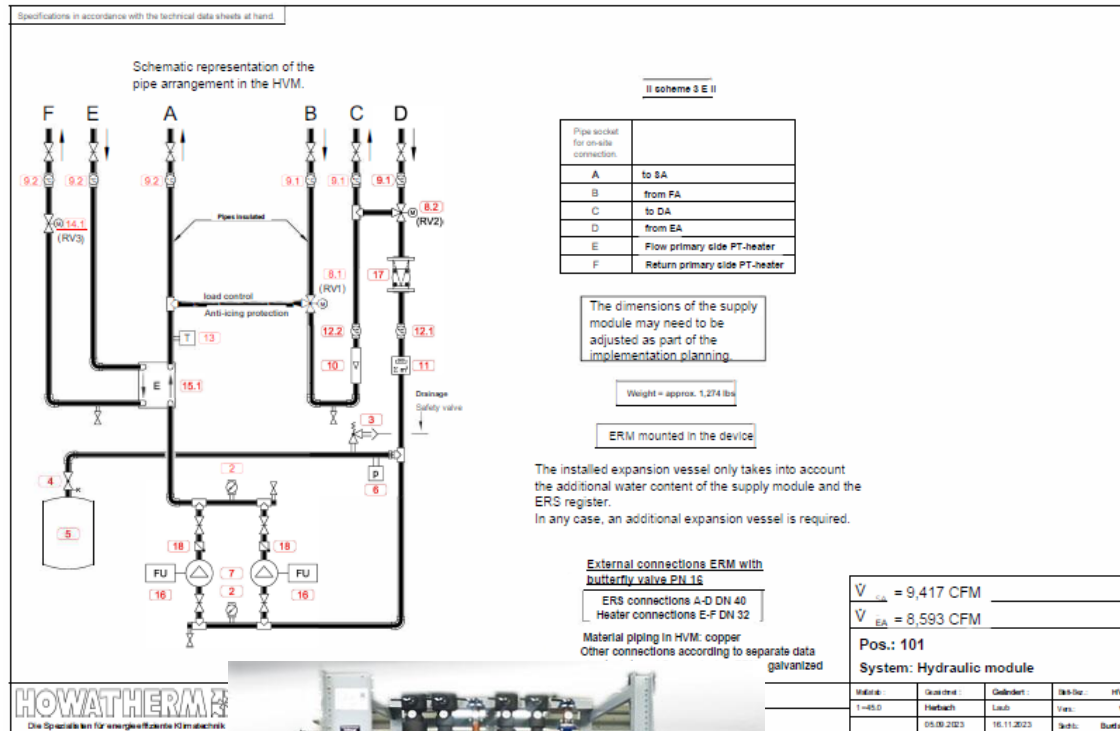 Specifications in accordance with the technical data sheets at hand.
Schematic representation of the
pipe arrangement in the HVM.
F E A B C D
9.2 9.2 9.2 9.1 9.1 9.1
M 14.1
(RV3)
M 8.2
(RV2)
Pipes insulated
17
8.1
(RV1)
M
load control
Anti-icing protection
T 13
12.2 12.1
10 11
Σ m³
E 15.1
Drainage
Safety valve
3
4
2
p
6
5
18 18
FU 7 FU
16 2 16
II scheme 3 E II
Pipe socket
for on-site
connection.
A to SA
B from FA
C to DA
D from EA
E Flow primary side PT-heater
F Return primary side PT-heater
The dimensions of the supply
module may need to be
adjusted as part of the
implementation planning.
Weight = approx. 1,274 lbs
ERM mounted in the device
The installed expansion vessel only takes into account
the additional water content of the supply module and the
ERS register.
In any case, an additional expansion vessel is required.
External connections ERM with
butterfly valve PN 16
ERS connections A-D DN 40
Heater connections E-F DN 32
Material piping in HVM: copper
Other connections according to separate data
galvanized
V̇ = 9,417 CFM
V̇ EA = 8,593 CFM
Pos.: 101
System: Hydraulic module
Maßstab: Gezeichnet: Geändert:
Herbach Laub Vers.:
05.09.2023 16.11.2023
HOWATHERM
Die Spezialisten für energieeffiziente Klimatechnik